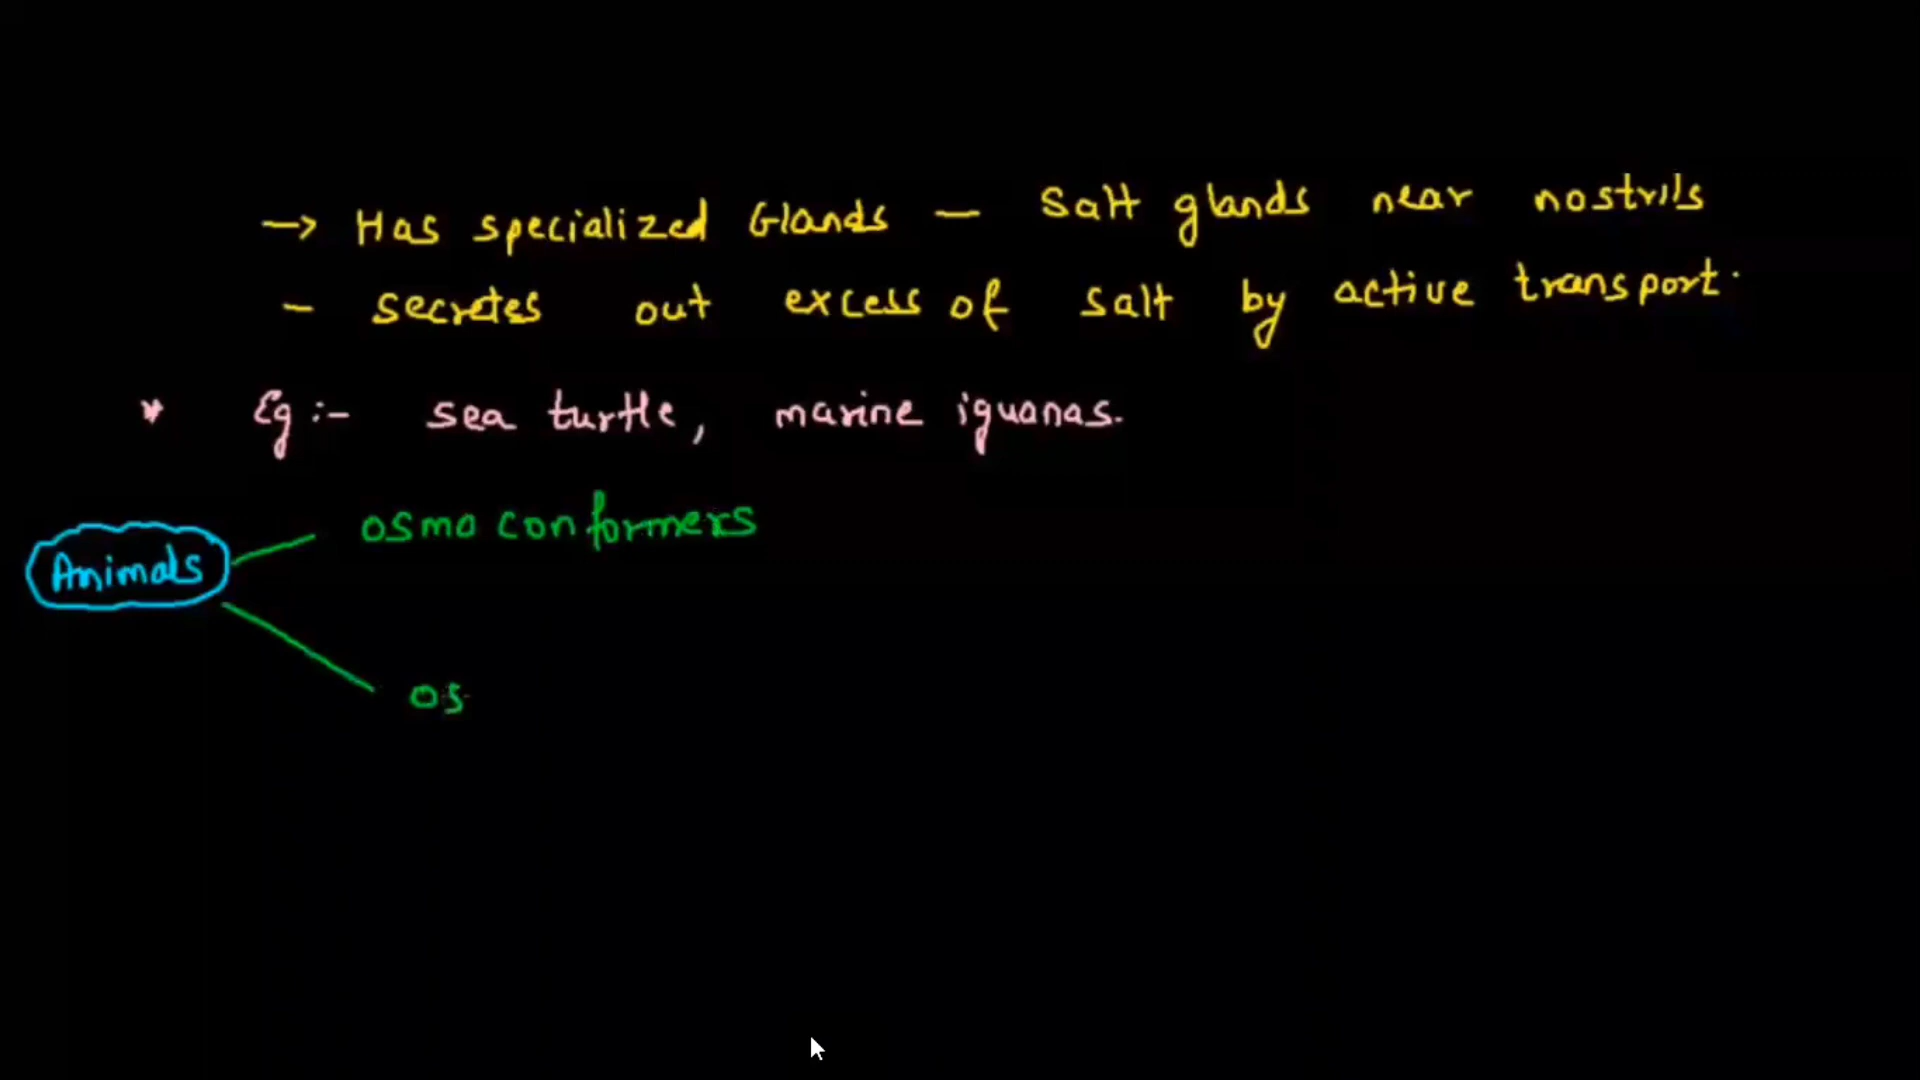 → Has specialized Glands – Salt glands near nostrils
- secretes out excess of salt by active transport.
* Eg :- sea turtle, marine iguanas.
osmo conformers
Animals
os